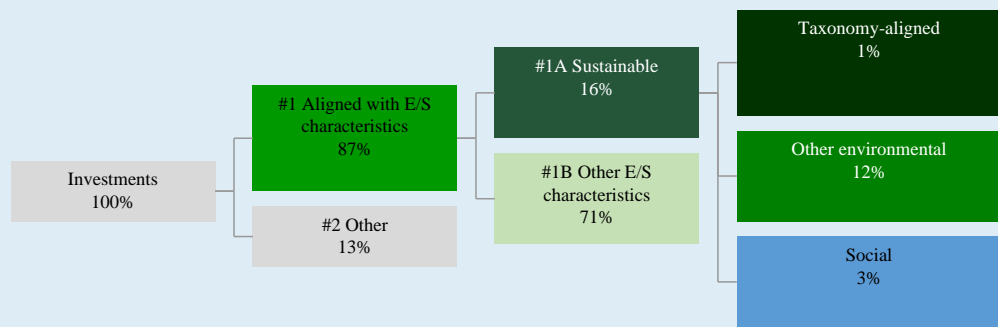 Investments
100%
#1 Aligned with E/S
characteristics
87%
#2 Other
13%
#1A Sustainable
16%
#1B Other E/S
characteristics
71%
Taxonomy-aligned
1%
Other environmental
12%
Social
3%